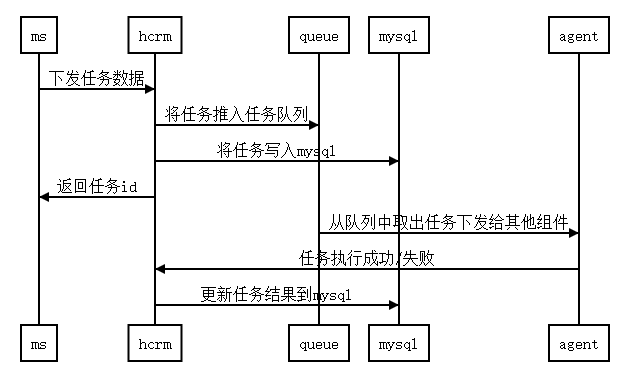 ms hcrm queue mysql agent
下发任务数据
将任务推入任务队列
将任务写入mysql
返回任务id
从队列中取出任务下发给其他组件
任务执行成功/失败
更新任务结果到mysql
ms hcrm queue mysql agent